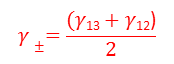 γ ± = (γ13 + γ12) / 2